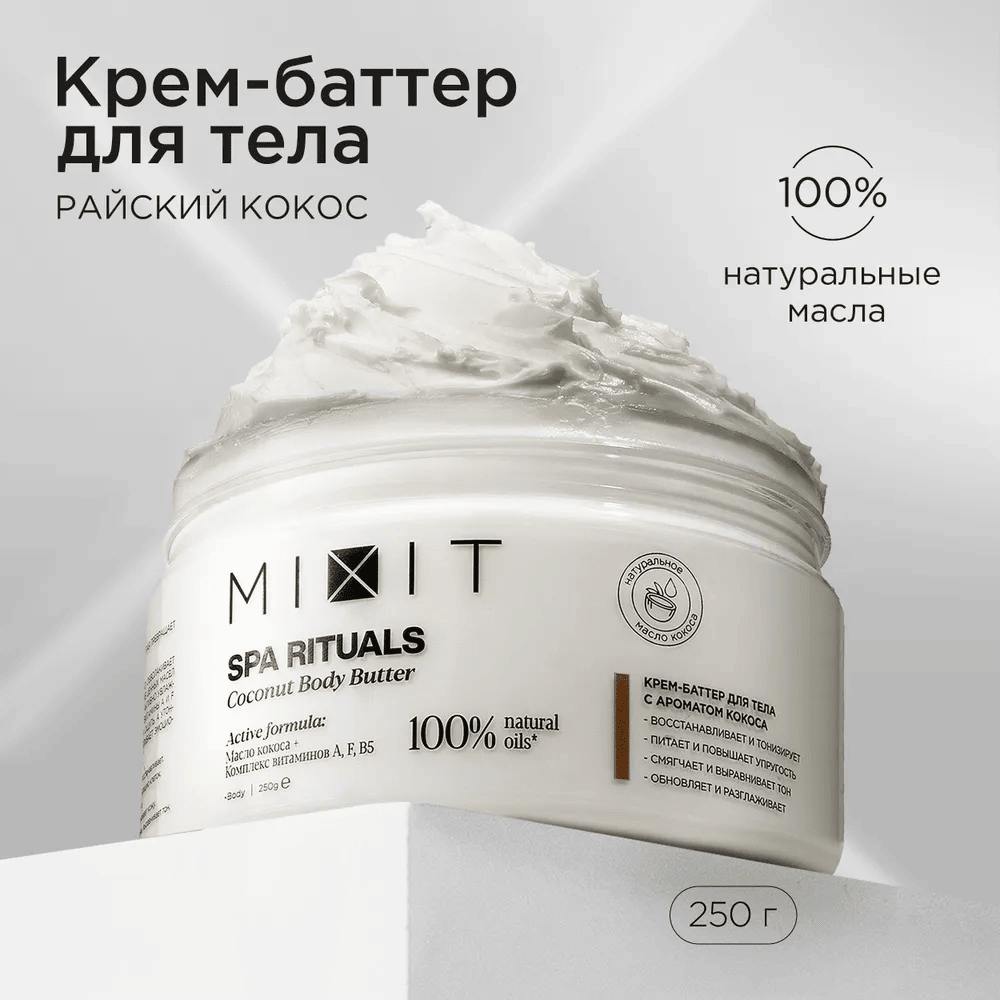 Крем-баттер
для тела
РАЙСКИЙ КОКОС
100%
натуральные
масла
MIXIT
SPA RITUALS
Coconut Body Butter
Active formula:
Масло кокоса +
Комплекс витаминов A, F, B5
•Body | 250g e
100% natural
oils*
натуральное
масло кокоса
КРЕМ-БАТТЕР ДЛЯ ТЕЛА
С АРОМАТОМ КОКОСА
- ВОССТАНАВЛИВАЕТ И ТОНИЗИРУЕТ
- ПИТАЕТ И ПОВЫШАЕТ УПРУГОСТЬ
- СМЯГЧАЕТ И ВЫРАВНИВАЕТ ТОН
- ОБНОВЛЯЕТ И РАЗГЛАЖИВАЕТ
250 г